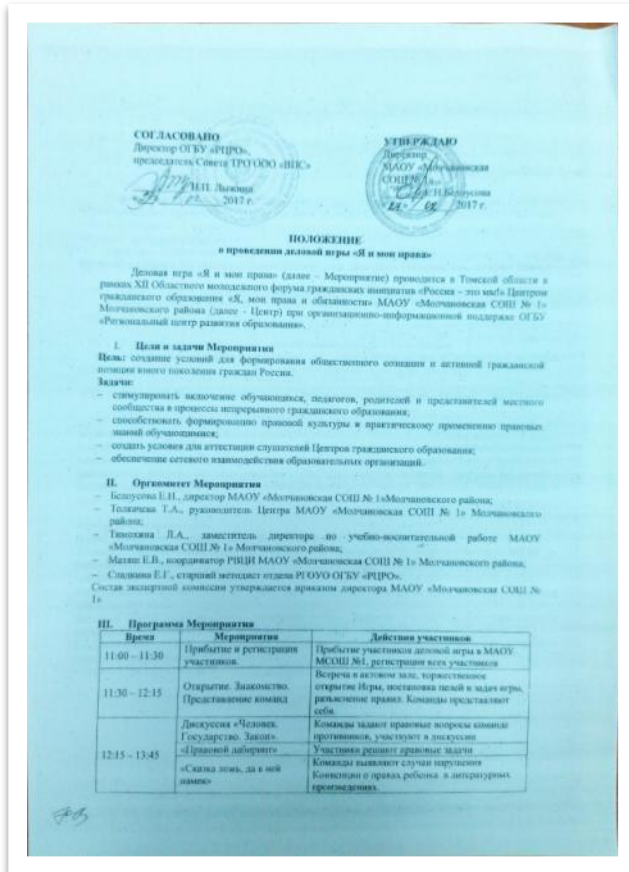 СОГЛАСОВАНО
Директор ОГБУ «РЦРО»,
председатель Совета ТРО ООО «ВПС»
Н.П. Лыжина
2017 г.
УТВЕРЖДАЮ
Директор
МАОУ «Молчановская
СОШ № 1»
Е.Н. Белоусова
«21» 02 2017 г.
ПОЛОЖЕНИЕ
о проведении деловой игры «Я и мои права»
Деловая игра «Я и мои права» (далее – Мероприятие) проводится в Томской области в
рамках XII Областного молодежного форума гражданских инициатив «Россия – это мы!» Центром
гражданского образования «Я, мои права и обязанности» МАОУ «Молчановская СОШ № 1»
Молчановского района (далее - Центр) при организационно-информационной поддержке ОГБУ
«Региональный центр развития образования».
I. Цели и задачи Мероприятия
Цель: создание условий для формирования общественного сознания и активной гражданской
позиции юного поколения граждан России.
Задачи:
– стимулировать включение обучающихся, педагогов, родителей и представителей местного
сообщества в процессы непрерывного гражданского образования;
– способствовать формированию правовой культуры и практическому применению правовых
знаний обучающимися;
– создать условия для аттестации слушателей Центров гражданского образования;
– обеспечение сетевого взаимодействия образовательных организаций.
II. Оргкомитет Мероприятия
– Белоусова Е.Н., директор МАОУ «Молчановская СОШ № 1»Молчановского района;
– Толкачева Т.А., руководитель Центра МАОУ «Молчановская СОШ № 1» Молчановского
района;
– Тимохина Л.А., заместитель директора по учебно-воспитательной работе МАОУ
«Молчановская СОШ № 1» Молчановского района;
– Маташ Е.В., координатор РВЦИ МАОУ «Молчановская СОШ № 1» Молчановского района,
– Сладкина Е.Г., старший методист отдела РГОУО ОГБУ «РЦРО».
Состав экспертной комиссии утверждается приказом директора МАОУ «Молчановская СОШ №
1»
III. Программа Мероприятия
Время Мероприятия Действия участников
11:00 – 11:30 Прибытие и регистрация участников. Прибытие участников деловой игры в МАОУ
МСОШ №1, регистрация всех участников
11:30 – 12:15 Открытие. Знакомство. Представление команд
Встреча в актовом зале, торжественное
открытие Игры, постановка целей и задач игры,
разъяснение правил. Команды представляют
себя.
12:15 – 13:45
Дискуссия «Человек.
Государство. Закон».
Команды задают правовые вопросы команде
противников, участвуют в дискуссии
«Правовой лабиринт» Участники решают правовые задачи
«Сказка ложь, да в ней
намек»
Команды выявляют случаи нарушения
Конвенции о правах ребенка в литературных
произведениях.